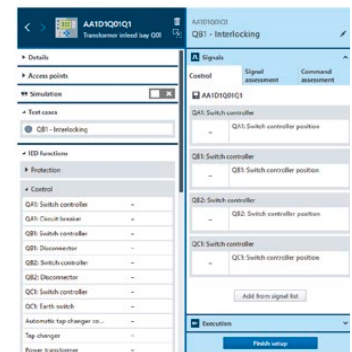 AA1D1Q01Q1
Transformer infeed bay Q01
Details
Access points
Simulation
Test cases
QB1 - Interlocking
IED functions
Protection
Control
QA1: Switch controller -
QA1: Circuit breaker -
QB1: Switch controller -
QB1: Disconnector -
QB2: Switch controller -
QB2: Disconnector -
QC1: Switch controller -
QC1: Earth switch -
Automatic tap changer co... -
Tap changer -
Power transformer -
AA1D1Q01Q1
QB1 - Interlocking
Signals
Control Signal assessment Command assessment
AA1D1Q01Q1
QA1: Switch controller
- QA1: Switch controller position
QB1: Switch controller
- QB1: Switch controller position
QB2: Switch controller
- QB2: Switch controller position
QC1: Switch controller
- QC1: Switch controller position
Add from signal list
Execution
Finish setup